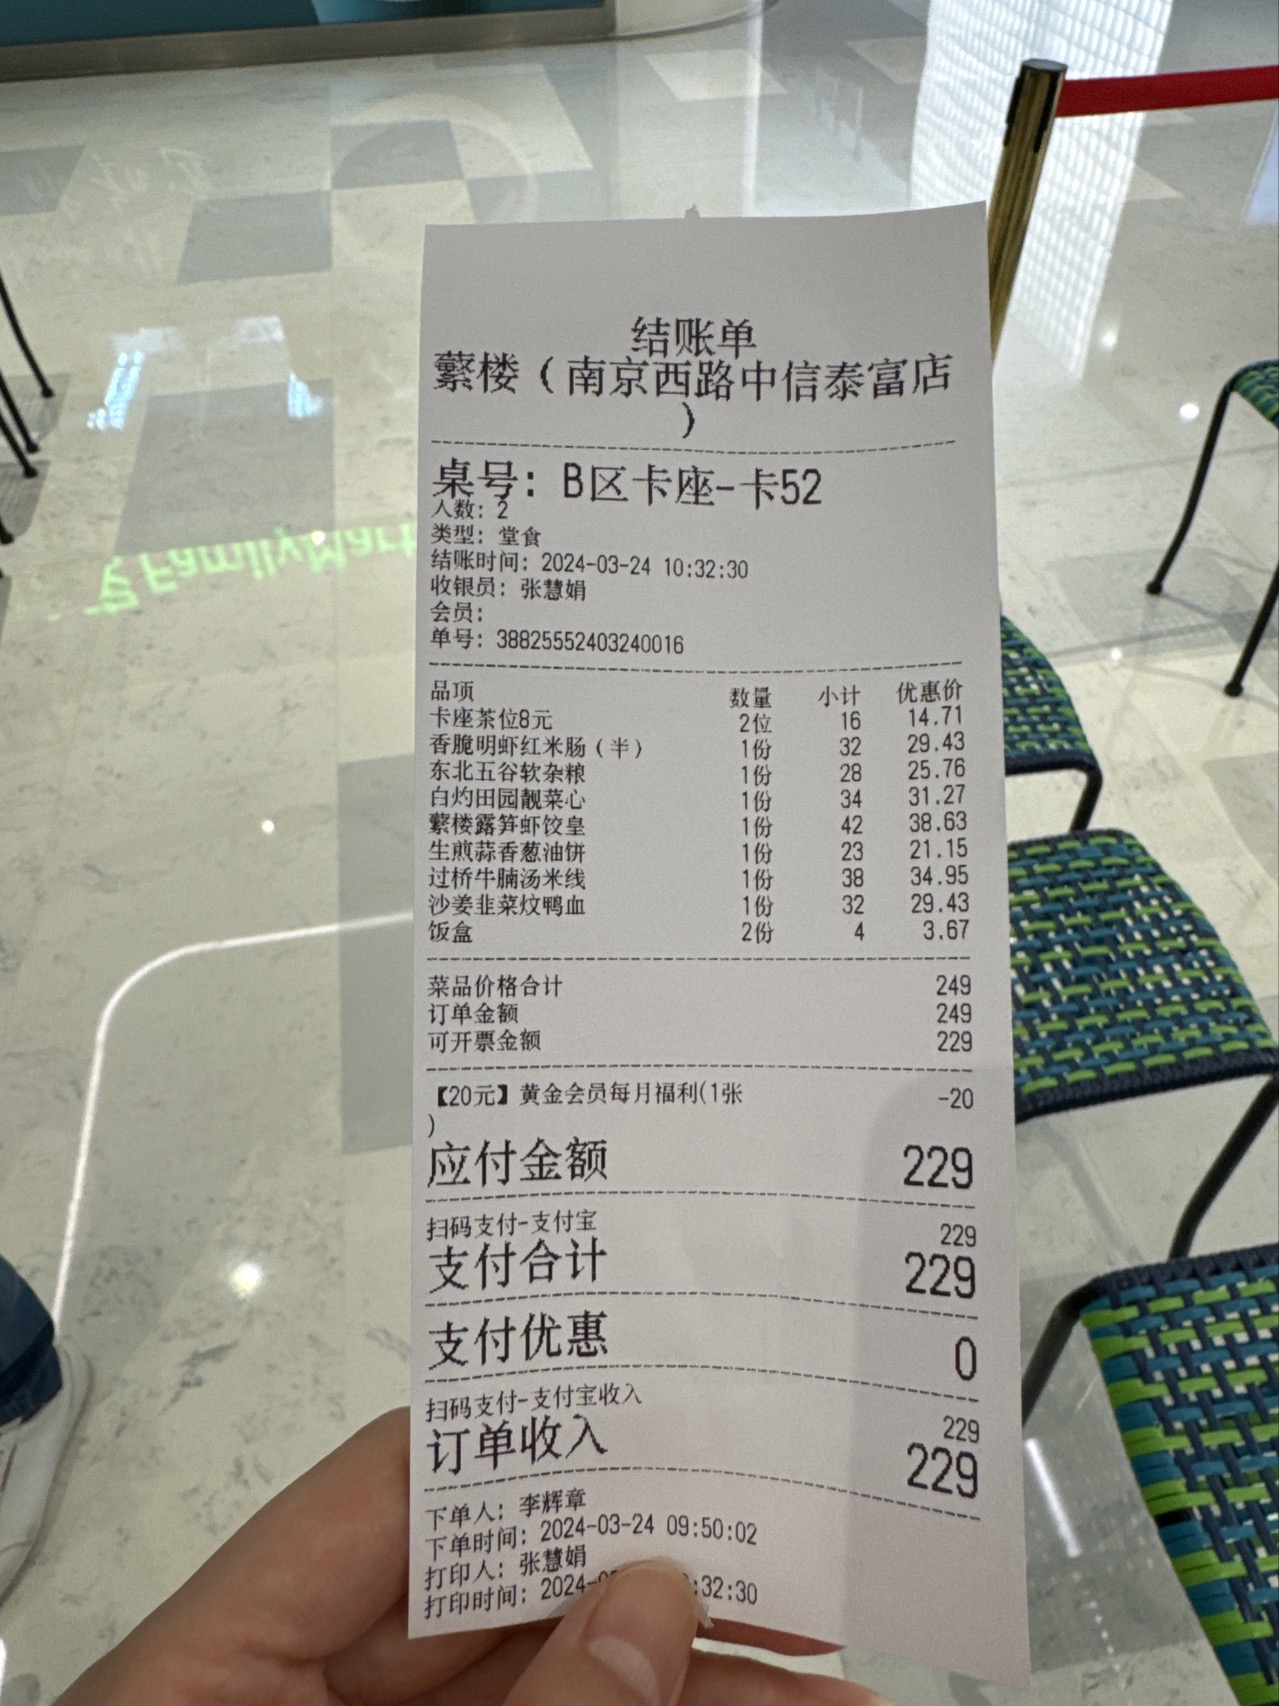 结账单
蘩楼（南京西路中信泰富店
）
桌号：B区卡座-卡52
人数：2
类型：堂食
结账时间：2024-03-24 10:32:30
收银员：张慧娟
会员：
单号：38825552403240016
品项 数量 小计 优惠价
卡座茶位8元 2位 16 14.71
香脆明虾红米肠（半） 1份 32 29.43
东北五谷软杂粮 1份 28 25.76
白灼田园靓菜心 1份 34 31.27
蘩楼露笋虾饺皇 1份 42 38.63
生煎蒜香葱油饼 1份 23 21.15
过桥牛腩汤米线 1份 38 34.95
沙姜韭菜炆鸭血 1份 32 29.43
饭盒 2份 4 3.67
菜品价格合计 249
订单金额 249
可开票金额 229
【20元】黄金会员每月福利(1张 -20
)
应付金额 229
扫码支付-支付宝 229
支付合计 229
支付优惠 0
扫码支付-支付宝收入 229
订单收入 229
下单人：李辉章
下单时间：2024-03-24 09:50:02
打印人：张慧娟
打印时间：2024-0 :32:30
FamilyMart